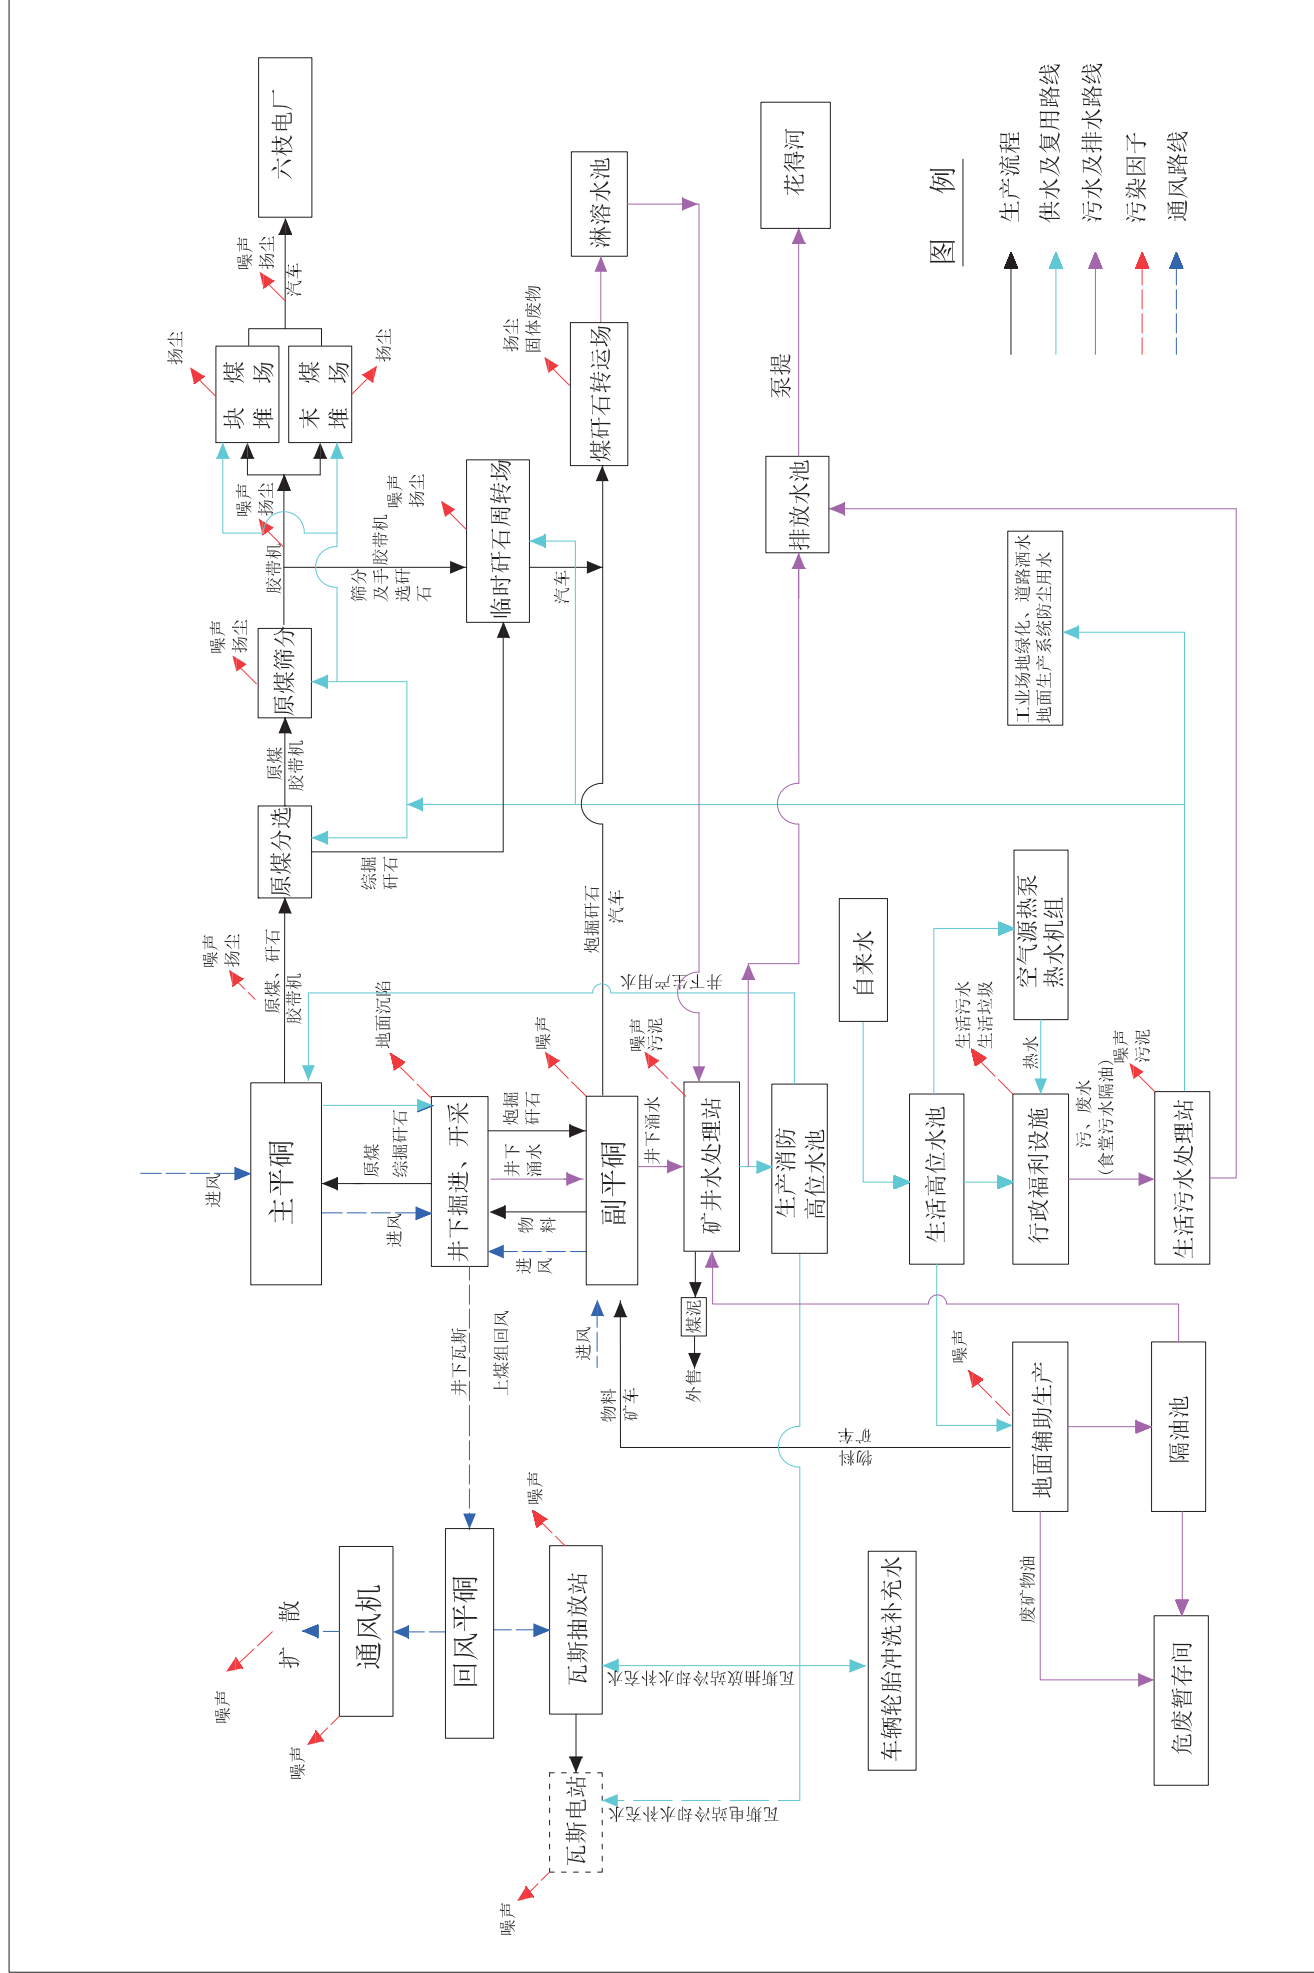 噪声
噪声
扩 散
通风机
回风平硐
噪声
瓦斯电站
噪声
瓦斯抽放站
瓦斯抽放站冷却水补充水
瓦斯电站冷却水补充水
车辆轮胎冲洗补充水
进风
主平硐
进风
原煤
综掘矸石
地面沉陷
井下掘进、开采
井下瓦斯
上煤组回风
进
风
物
料
井下
涌水
炮掘
矸石
噪声
副平硐
进风
物料
矿车
物料
矿车
井下涌水
噪声
污泥
矿井水处理站
煤泥
外售
生产消防
高位水池
井下生产用水
噪声
扬尘
原煤、矸石
胶带机
原煤分选
综掘
矸石
原煤
胶带机
噪声
扬尘
原煤筛分
胶带机
噪声
扬尘
筛分
及手
选矸
石
胶带机
扬尘
块 煤
堆 场
末 煤
堆 场
扬尘
噪声
扬尘
汽车
六枝电厂
噪声
扬尘
临时矸石周转场
汽车
炮掘矸石
汽车
扬尘
固体废物
煤矸石转运场
淋溶水池
排放水池
泵提
花得河
自来水
生活高位水池
空气源热泵
热水机组
热水
生活污水
生活垃圾
行政福利设施
污、废水
(食堂污水隔油)
噪声
污泥
生活污水处理站
工业场地绿化、道路洒水
地面生产系统防尘用水
噪声
地面辅助生产
隔油池
废矿物油
危废暂存间
图 例
生产流程
供水及复用路线
污水及排水路线
污染因子
通风路线